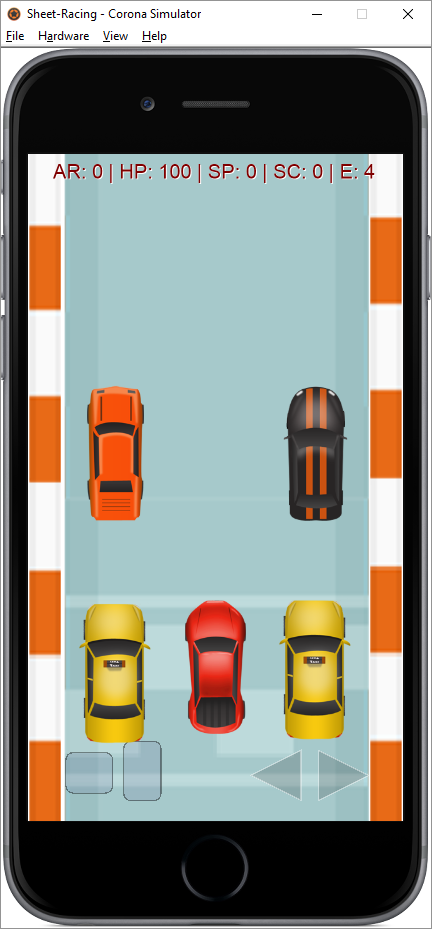 Sheet-Racing - Corona Simulator
File Hardware View Help
AR: 0 | HP: 100 | SP: 0 | SC: 0 | E: 4